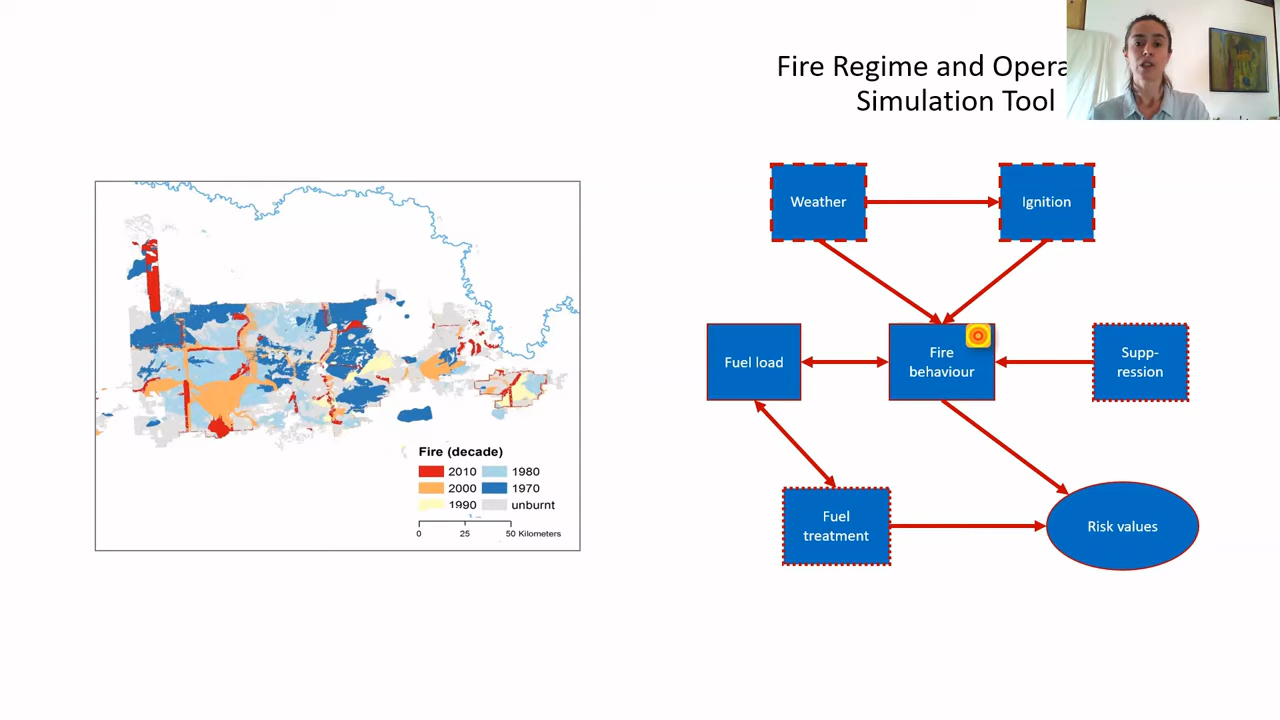 Fire Regime and Opera
Simulation Tool
Weather
Ignition
Fuel load
Fire
behaviour
Supp-
ression
Fuel
treatment
Risk values
Fire (decade)
2010 1980
2000 1970
1990 unburnt
0 25 50 Kilometers